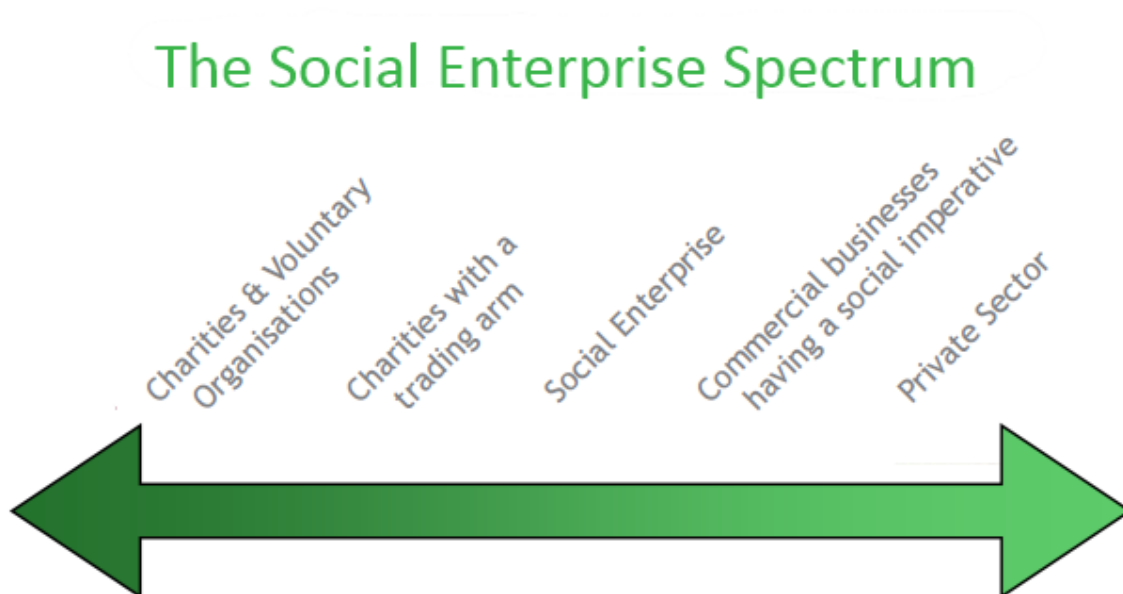 The Social Enterprise Spectrum
Charities & Voluntary
Organisations
Charities with a
trading arm
Social Enterprise
Commercial businesses
having a social imperative
Private Sector